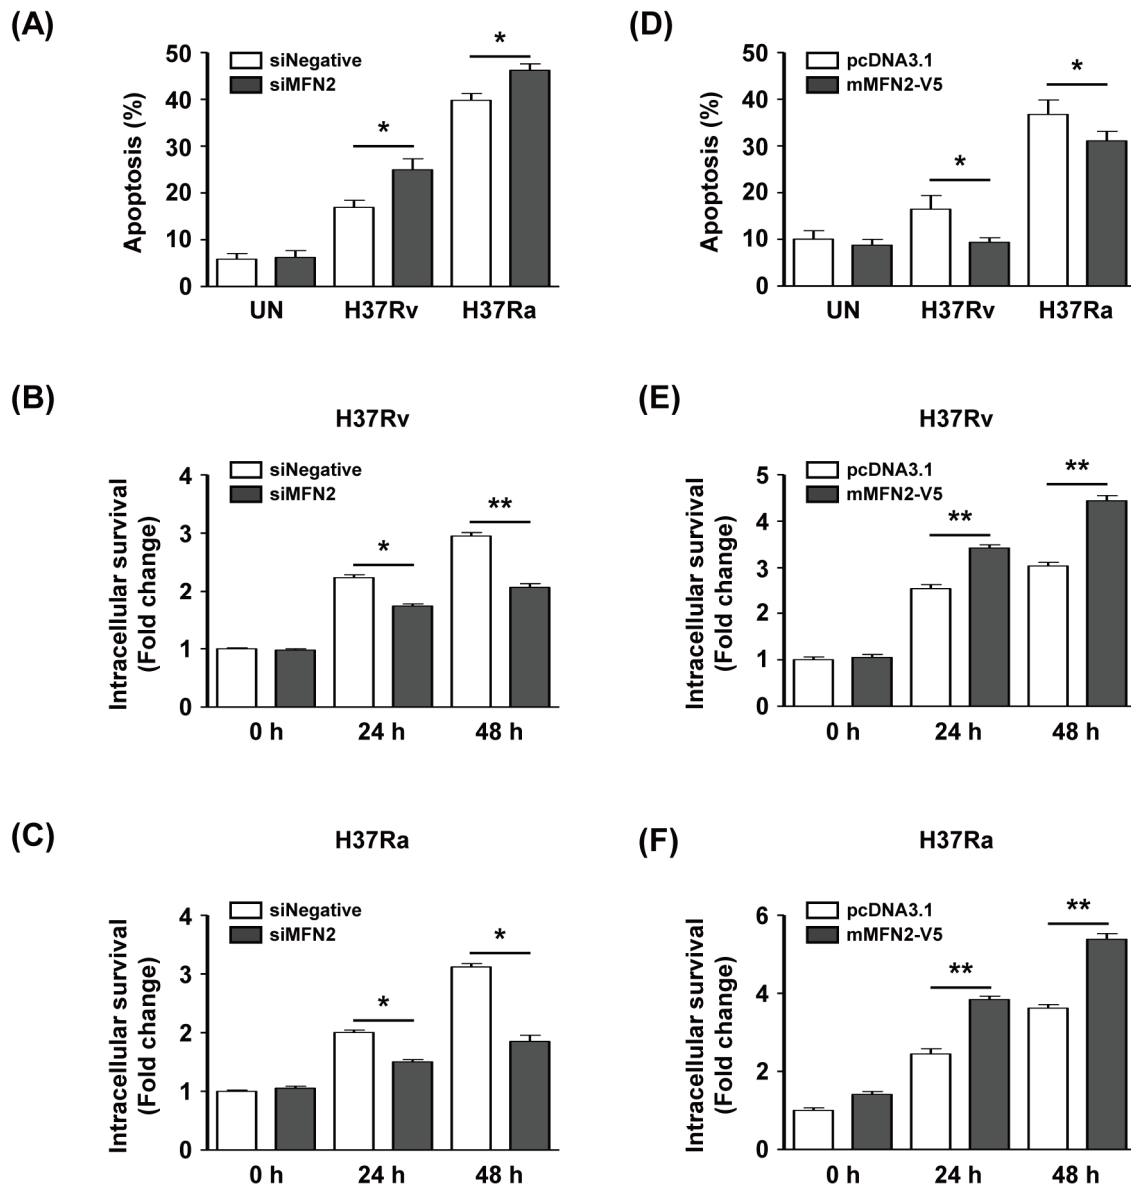 (A)
siNegative
siMFN2
*
*
Apoptosis (%)
50
40
30
20
10
0
UN H37Rv H37Ra
(D)
pcDNA3.1
mMFN2-V5
*
*
Apoptosis (%)
50
40
30
20
10
0
UN H37Rv H37Ra
(B)
H37Rv
siNegative
siMFN2
*
**
Intracellular survival
(Fold change)
4
3
2
1
0
0 h 24 h 48 h
(E)
H37Rv
pcDNA3.1
mMFN2-V5
**
**
Intracellular survival
(Fold change)
5
4
3
2
1
0
0 h 24 h 48 h
(C)
H37Ra
siNegative
siMFN2
*
*
Intracellular survival
(Fold change)
4
3
2
1
0
0 h 24 h 48 h
(F)
H37Ra
pcDNA3.1
mMFN2-V5
**
**
Intracellular survival
(Fold change)
6
4
2
0
0 h 24 h 48 h